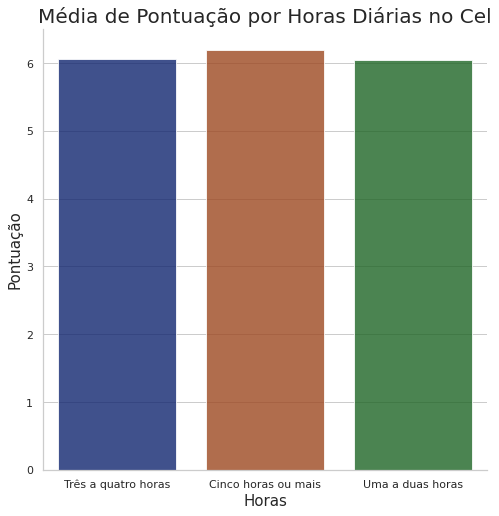 Média de Pontuação por Horas Diárias no Cel
Pontuação
6
5
4
3
2
1
0
Três a quatro horas
Cinco horas ou mais
Uma a duas horas
Horas